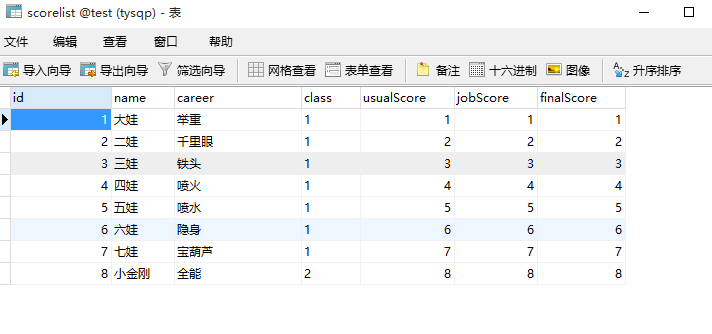 scorelist @test (tysqp) - 表
文件 编辑 查看 窗口 帮助
导入向导 导出向导 筛选向导 网格查看 表单查看 备注 十六进制 图像 升序排序
id name career class usualScore jobScore finalScore
1 大娃 举重 1 1 1 1
2 二娃 千里眼 1 2 2 2
3 三娃 铁头 1 3 3 3
4 四娃 喷火 1 4 4 4
5 五娃 喷水 1 5 5 5
6 六娃 隐身 1 6 6 6
7 七娃 宝葫芦 1 7 7 7
8 小金刚 全能 2 8 8 8